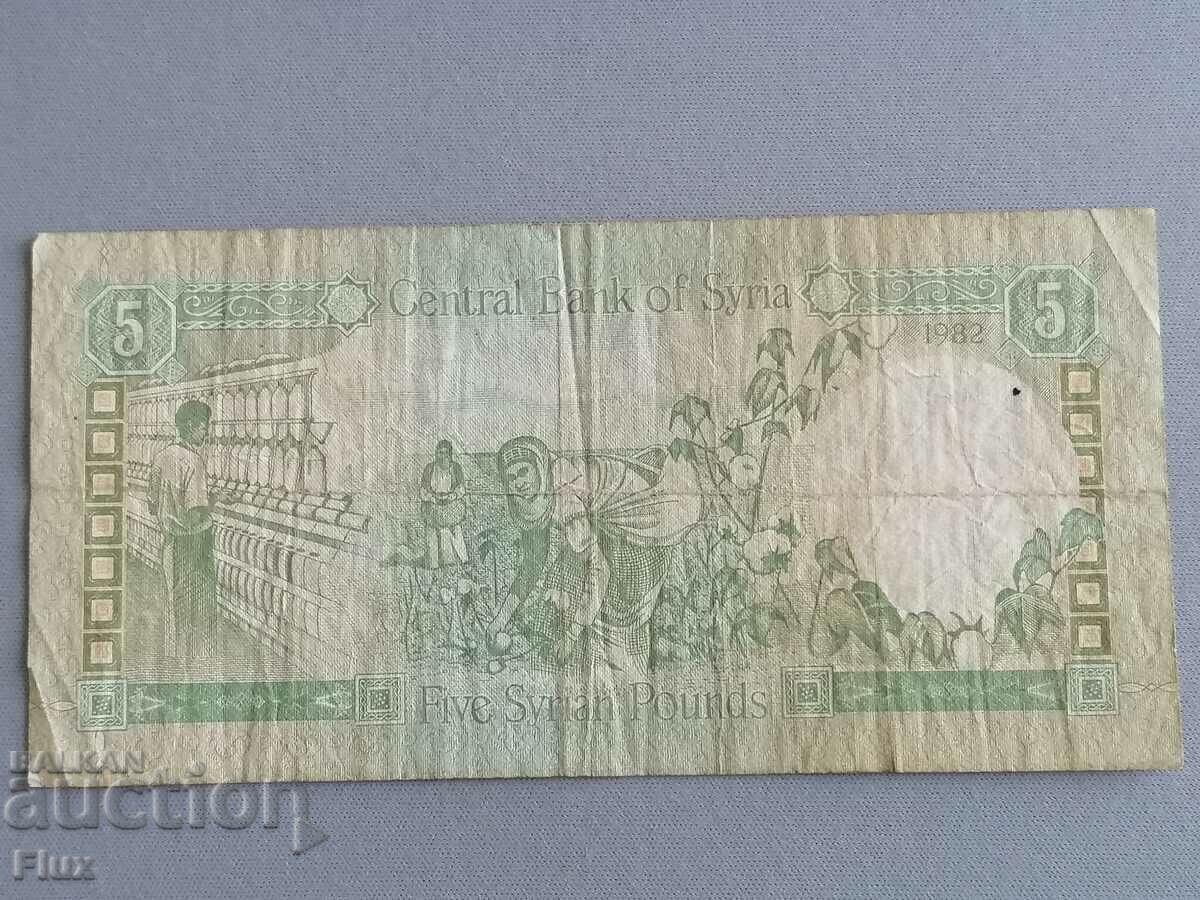 5 Central Bank of Syria 5
1982
Five Syrian Pounds
BALKAN
auction
Flux